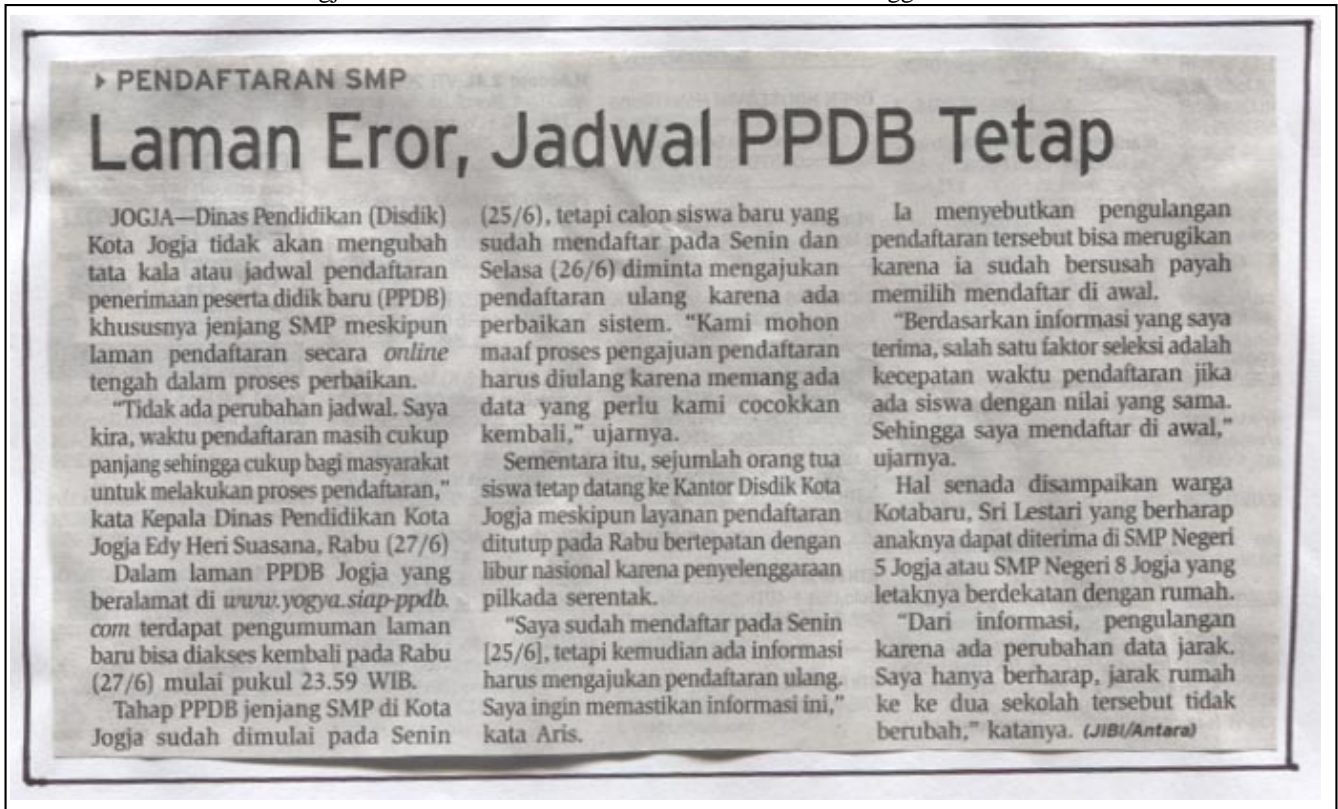 ▸ PENDAFTARAN SMP
Laman Eror, Jadwal PPDB Tetap
JOGJA—Dinas Pendidikan (Disdik)
Kota Jogja tidak akan mengubah
tata kala atau jadwal pendaftaran
penerimaan peserta didik baru (PPDB)
khususnya jenjang SMP meskipun
laman pendaftaran secara online
tengah dalam proses perbaikan.
"Tidak ada perubahan jadwal. Saya
kira, waktu pendaftaran masih cukup
panjang sehingga cukup bagi masyarakat
untuk melakukan proses pendaftaran,"
kata Kepala Dinas Pendidikan Kota
Jogja Edy Heri Suasana, Rabu (27/6)
Dalam laman PPDB Jogja yang
beralamat di www.yogya.siap-ppdb.
com terdapat pengumuman laman
baru bisa diakses kembali pada Rabu
(27/6) mulai pukul 23.59 WIB.
Tahap PPDB jenjang SMP di Kota
Jogja sudah dimulai pada Senin
(25/6), tetapi calon siswa baru yang
sudah mendaftar pada Senin dan
Selasa (26/6) diminta mengajukan
pendaftaran ulang karena ada
perbaikan sistem. "Kami mohon
maaf proses pengajuan pendaftaran
harus diulang karena memang ada
data yang perlu kami cocokkan
kembali," ujarnya.
Sementara itu, sejumlah orang tua
siswa tetap datang ke Kantor Disdik Kota
Jogja meskipun layanan pendaftaran
ditutup pada Rabu bertepatan dengan
libur nasional karena penyelenggaraan
pilkada serentak.
"Saya sudah mendaftar pada Senin
[25/6], tetapi kemudian ada informasi
harus mengajukan pendaftaran ulang.
Saya ingin memastikan informasi ini,"
kata Aris.
Ia menyebutkan pengulangan
pendaftaran tersebut bisa merugikan
karena ia sudah bersusah payah
memilih mendaftar di awal.
"Berdasarkan informasi yang saya
terima, salah satu faktor seleksi adalah
kecepatan waktu pendaftaran jika
ada siswa dengan nilai yang sama.
Sehingga saya mendaftar di awal,"
ujarnya.
Hal senada disampaikan warga
Kotabaru, Sri Lestari yang berharap
anaknya dapat diterima di SMP Negeri
5 Jogja atau SMP Negeri 8 Jogja yang
letaknya berdekatan dengan rumah.
"Dari informasi, pengulangan
karena ada perubahan data jarak.
Saya hanya berharap, jarak rumah
ke ke dua sekolah tersebut tidak
berubah," katanya. (JIBI/Antara)